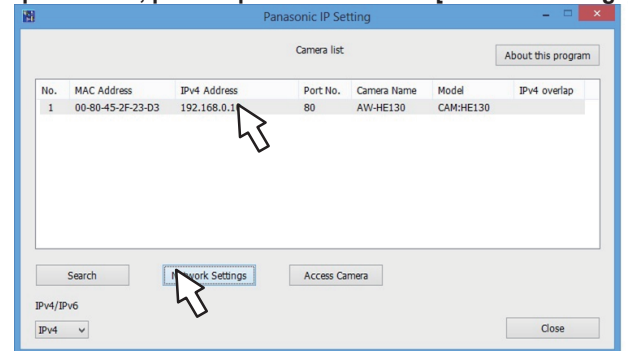 Panasonic IP Setting
Camera list
About this program
No. MAC Address IPv4 Address Port No. Camera Name Model IPv4 overlap
1 00-80-45-2F-23-D3 192.168.0.1 80 AW-HE130 CAM:HE130
Search Network Settings Access Camera
IPv4/IPv6
IPv4 Close